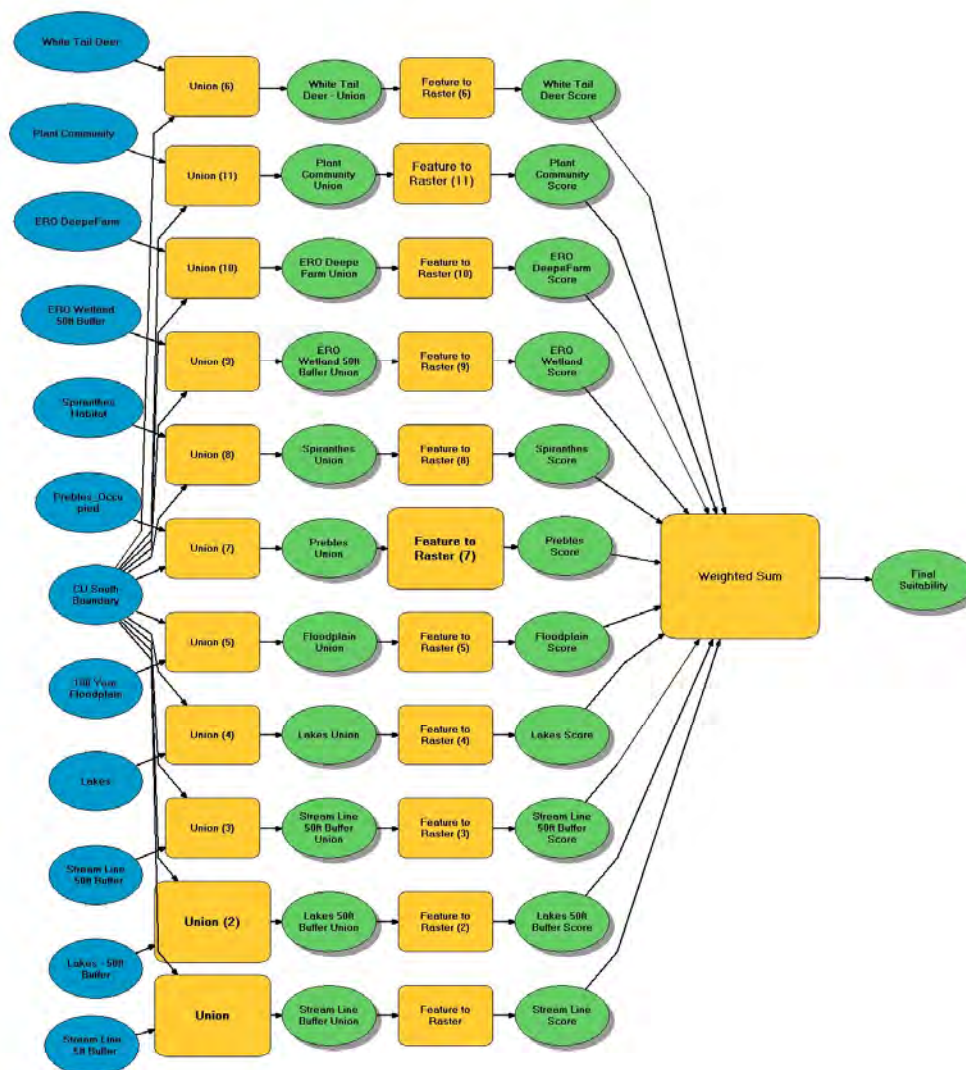 White Tail Deer
Union (6)
White Tail
Deer - Union
Feature to
Raster (6)
White Tail
Deer Score
Plant Community
Union (11)
Plant
Community
Union
Feature to
Raster (11)
Plant
Community
Score
ERO DeepeFarm
Union (10)
ERO Deepe
Farm Union
Feature to
Raster (10)
ERO
DeepeFarm
Score
ERO Wetland
50ft Buffer
Union (9)
ERO
Wetland 50ft
Buffer Union
Feature to
Raster (9)
ERO
Wetland
Score
Spiranthes
Habitat
Union (8)
Spiranthes
Union
Feature to
Raster (8)
Spiranthes
Score
Prebles_Occu
pied
Union (7)
Prebles
Union
Feature to
Raster (7)
Prebles
Score
Weighted Sum
Final
Suitability
CU South
Boundary
Union (5)
Floodplain
Union
Feature to
Raster (5)
Floodplain
Score
100 Year
Floodplain
Union (4)
Lakes Union
Feature to
Raster (4)
Lakes Score
Lakes
Union (3)
Stream Line
50ft Buffer
Union
Feature to
Raster (3)
Stream Line
50ft Buffer
Score
Stream Line
50ft Buffer
Union (2)
Lakes 50ft
Buffer Union
Feature to
Raster (2)
Lakes 50ft
Buffer Score
Lakes - 50ft
Buffer
Union
Stream Line
Buffer Union
Feature to
Raster
Stream Line
Score
Stream Line
5ft Buffer